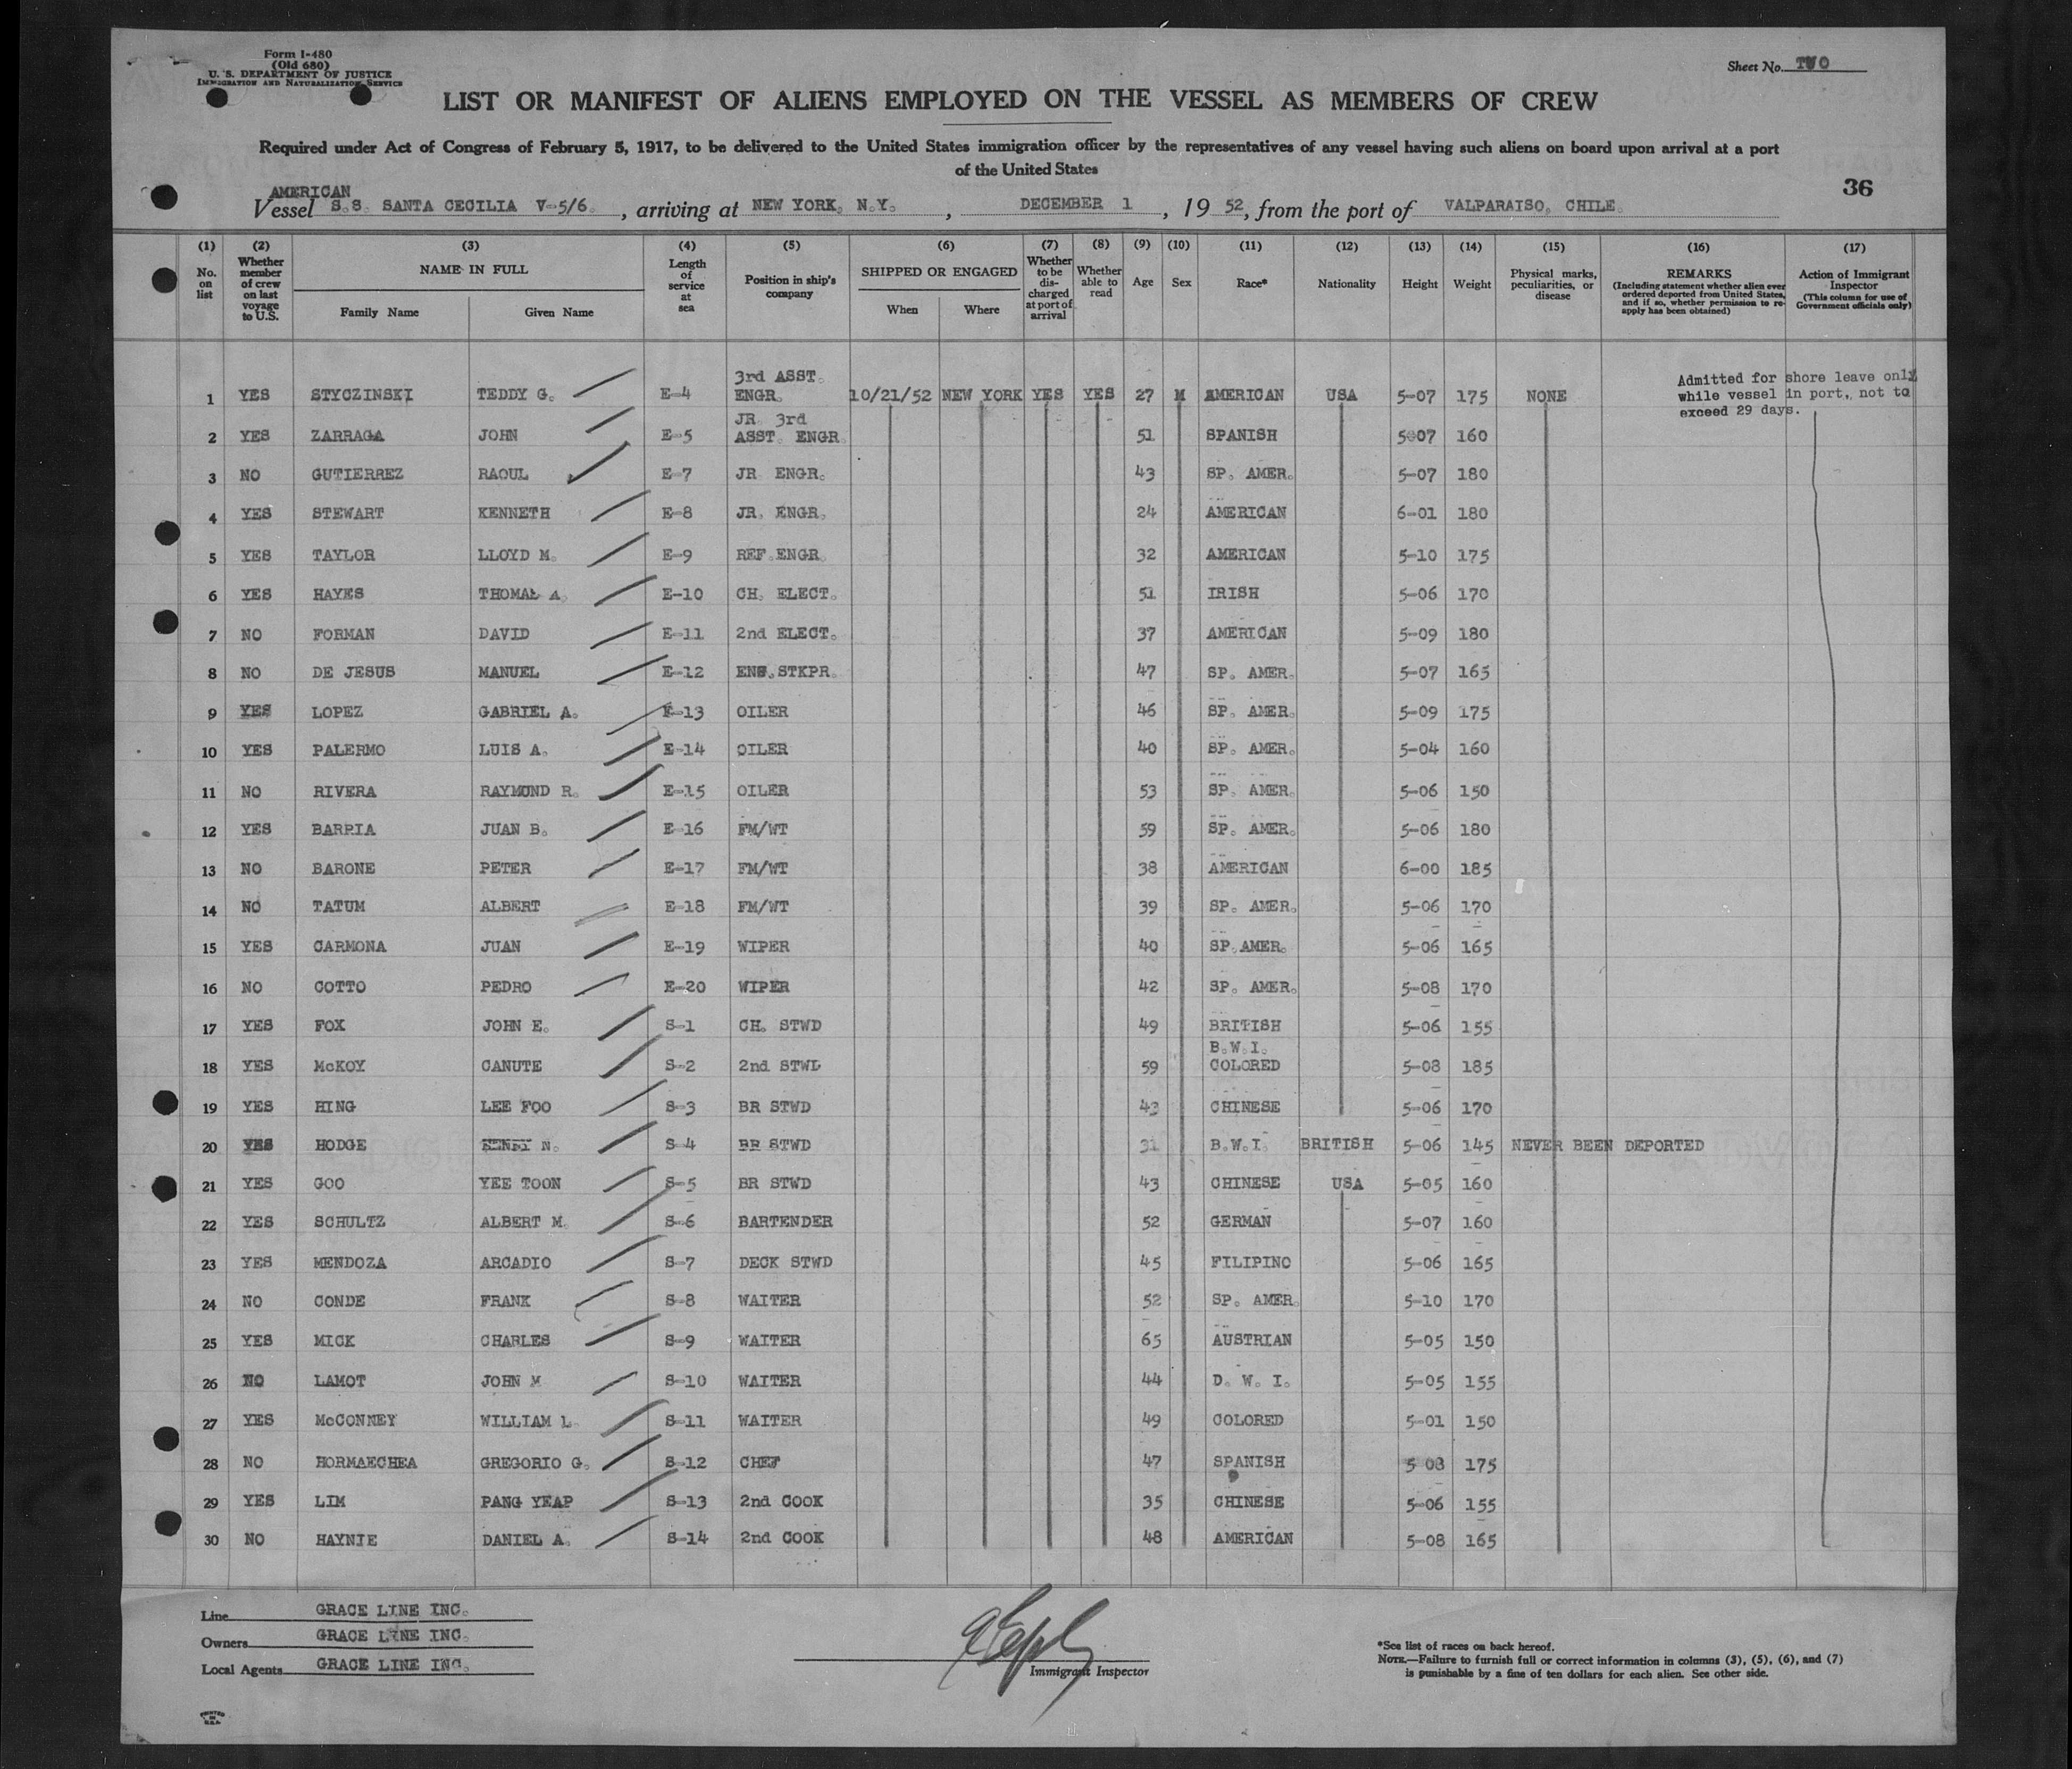 Form I-480
(Old 680)
U. S. DEPARTMENT OF JUSTICE
IMMIGRATION AND NATURALIZATION SERVICE
Sheet No. TWO
LIST OR MANIFEST OF ALIENS EMPLOYED ON THE VESSEL AS MEMBERS OF CREW
Required under Act of Congress of February 5, 1917, to be delivered to the United States immigration officer by the representatives of any vessel having such aliens on board upon arrival at a port
of the United States
36
AMERICAN
Vessel S.S. SANTA CECILIA V-5/6. , arriving at NEW YORK, N.Y. , DECEMBER 1 , 19 52, from the port of VALPARAISO, CHILE.
(1) (2) (3) (4) (5) (6) (7) (8) (9) (10) (11) (12) (13) (14) (15) (16) (17)
No. on list
Whether member of crew on last voyage to U.S.
NAME IN FULL
Family Name Given Name
Length of service at sea
Position in ship's company
SHIPPED OR ENGAGED
When Where
Whether to be discharged at port of arrival
Whether able to read
Age
Sex
Race*
Nationality
Height
Weight
Physical marks, peculiarities, or disease
REMARKS
(Including statement whether alien ever ordered deported from United States, and if so, whether permission to re-apply has been obtained)
Action of Immigrant Inspector
(This column for use of Government officials only)
Admitted for shore leave only
while vessel in port, not to
exceed 29 days.
1 YES STYCZINSKI TEDDY G. E-4 3rd ASST. ENGR. 10/21/52 NEW YORK YES YES 27 M AMERICAN USA 5-07 175 NONE
2 YES ZARRAGA JOHN E-5 JR. 3rd ASST. ENGR. 51 SPANISH 5-07 160
3 NO GUTIERREZ RAOUL E-7 JR ENGR. 43 SP. AMER. 5-07 180
4 YES STEWART KENNETH E-8 JR. ENGR. 24 AMERICAN 6-01 180
5 YES TAYLOR LLOYD M. E-9 REF.ENGR. 32 AMERICAN 5-10 175
6 YES HAYES THOMAS A. E-10 CH. ELECT. 51 IRISH 5-06 170
7 NO FORMAN DAVID E-11 2nd ELECT. 37 AMERICAN 5-09 180
8 NO DE JESUS MANUEL E-12 ENG.STKPR. 47 SP. AMER. 5-07 165
9 YES LOPEZ GABRIEL A. E-13 OILER 46 SP. AMER. 5-09 175
10 YES PALERMO LUIS A. E-14 OILER 40 SP. AMER. 5-04 160
11 NO RIVERA RAYMUND R. E-15 OILER 53 SP. AMER. 5-06 150
12 YES BARRIA JUAN B. E-16 FM/WT 59 SP. AMER. 5-06 180
13 NO BARONE PETER E-17 FM/WT 38 AMERICAN 6-00 185
14 NO TATUM ALBERT E-18 FM/WT 39 SP. AMER. 5-06 170
15 YES CARMONA JUAN E-19 WIPER 40 SP.AMER. 5-06 165
16 NO COTTO PEDRO E-20 WIPER 42 SP. AMER. 5-08 170
17 YES FOX JOHN E. S-1 CH. STWD 49 BRITISH 5-06 155
18 YES McKOY CANUTE S-2 2nd STWD 59 B.W.I. COLORED 5-08 185
19 YES HING LEE FOO S-3 BR STWD 43 CHINESE 5-06 170
20 YES HODGE HENRY N. S-4 BR STWD 31 B.W.I. BRITISH 5-06 145 NEVER BEEN DEPORTED
21 YES GOO YEE TOON S-5 BR STWD 43 CHINESE USA 5-05 160
22 YES SCHULTZ ALBERT M. S-6 BARTENDER 52 GERMAN 5-07 160
23 YES MENDOZA ARCADIO S-7 DECK STWD 45 FILIPINO 5-06 165
24 NO CONDE FRANK S-8 WAITER 52 SP. AMER. 5-10 170
25 YES MICK CHARLES S-9 WAITER 65 AUSTRIAN 5-05 150
26 NO LAMOT JOHN M S-10 WAITER 44 D. W. I. 5-05 155
27 YES McCONNEY WILLIAM L. S-11 WAITER 49 COLORED 5-01 150
28 NO HORMAECHEA GREGORIO G. S-12 CHEF 47 SPANISH 5 08 175
29 YES LIM PANG YEAP S-13 2nd COOK 35 CHINESE 5-06 155
30 NO HAYNIE DANIEL A. S-14 2nd COOK 48 AMERICAN 5-08 165
Line GRACE LINE INC.
Owners GRACE LINE INC.
Local Agents GRACE LINE INC.
Immigrant Inspector
*See list of races on back hereof.
NOTE.—Failure to furnish full or correct information in columns (3), (5), (6), and (7)
is punishable by a fine of ten dollars for each alien. See other side.
PRINTED IN U.S.A.